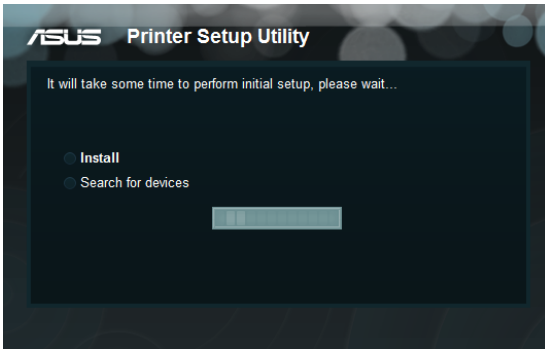 ASUS Printer Setup Utility
It will take some time to perform initial setup, please wait...
Install
Search for devices